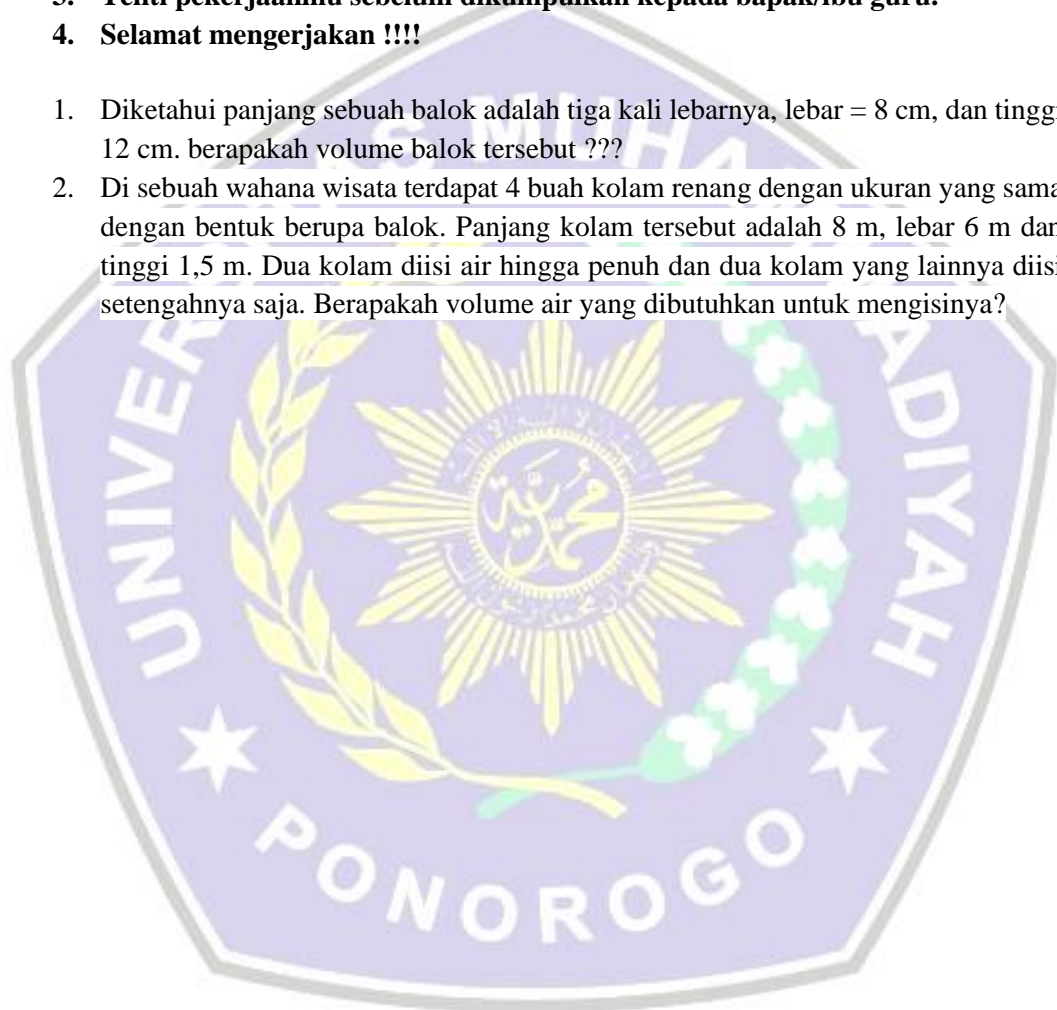 4. Selamat mengerjakan !!!!
1. Diketahui panjang sebuah balok adalah tiga kali lebarnya, lebar = 8 cm, dan tinggi
12 cm. berapakah volume balok tersebut ???
2. Di sebuah wahana wisata terdapat 4 buah kolam renang dengan ukuran yang sama
dengan bentuk berupa balok. Panjang kolam tersebut adalah 8 m, lebar 6 m dan
tinggi 1,5 m. Dua kolam diisi air hingga penuh dan dua kolam yang lainnya diisi
setengahnya saja. Berapakah volume air yang dibutuhkan untuk mengisinya?
PONOROGO
محمد